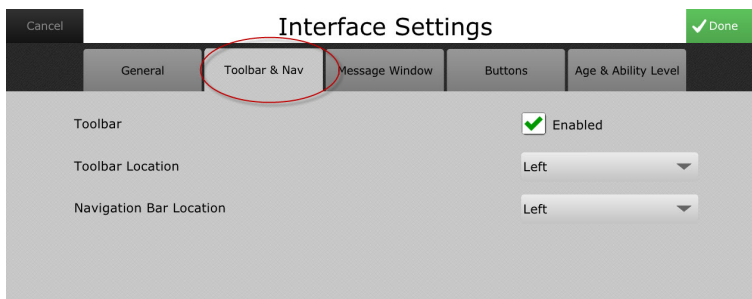 Cancel
Interface Settings
Done
General
Toolbar & Nav
Message Window
Buttons
Age & Ability Level
Toolbar
Enabled
Toolbar Location
Left
Navigation Bar Location
Left